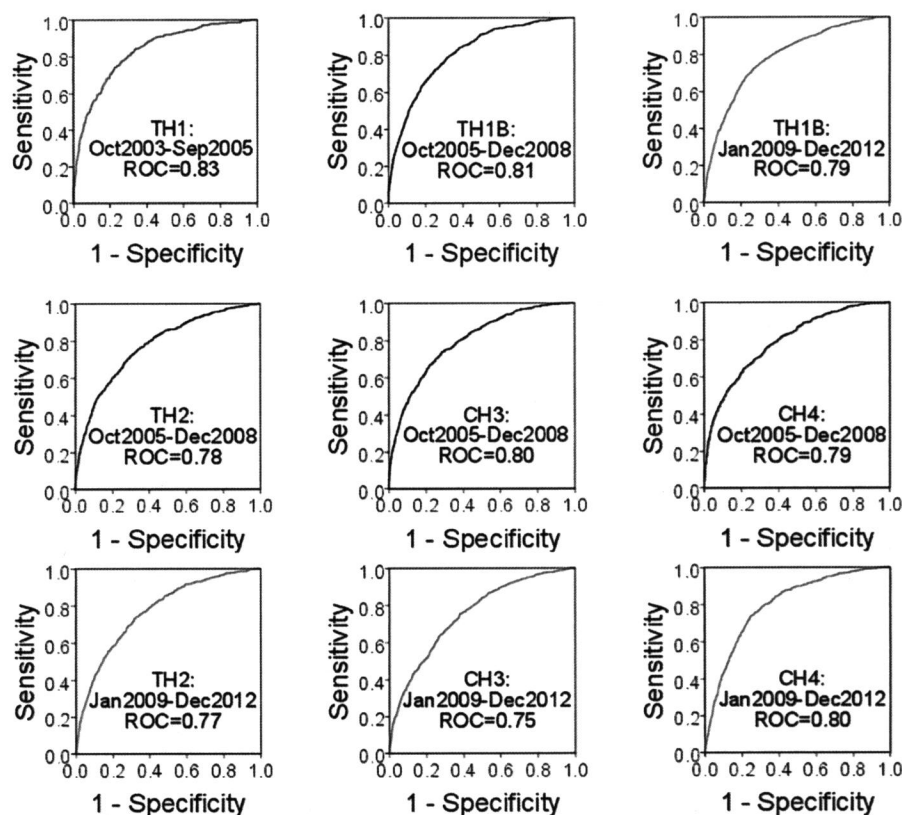 Sensitivity
1.0
0.8
0.6
0.4
0.2
0.0
TH1:
Oct2003-Sep2005
ROC=0.83
0.0 0.2 0.4 0.6 0.8 1.0
1 - Specificity
Sensitivity
1.0
0.8
0.6
0.4
0.2
0.0
TH1B:
Oct2005-Dec2008
ROC=0.81
0.0 0.2 0.4 0.6 0.8 1.0
1 - Specificity
Sensitivity
1.0
0.8
0.6
0.4
0.2
0.0
TH1B:
Jan2009-Dec2012
ROC=0.79
0.0 0.2 0.4 0.6 0.8 1.0
1 - Specificity
Sensitivity
1.0
0.8
0.6
0.4
0.2
0.0
TH2:
Oct2005-Dec2008
ROC=0.78
0.0 0.2 0.4 0.6 0.8 1.0
1 - Specificity
Sensitivity
1.0
0.8
0.6
0.4
0.2
0.0
CH3:
Oct2005-Dec2008
ROC=0.80
0.0 0.2 0.4 0.6 0.8 1.0
1 - Specificity
Sensitivity
1.0
0.8
0.6
0.4
0.2
0.0
CH4:
Oct2005-Dec2008
ROC=0.79
0.0 0.2 0.4 0.6 0.8 1.0
1 - Specificity
Sensitivity
1.0
0.8
0.6
0.4
0.2
0.0
TH2:
Jan2009-Dec2012
ROC=0.77
0.0 0.2 0.4 0.6 0.8 1.0
1 - Specificity
Sensitivity
1.0
0.8
0.6
0.4
0.2
0.0
CH3:
Jan2009-Dec2012
ROC=0.75
0.0 0.2 0.4 0.6 0.8 1.0
1 - Specificity
Sensitivity
1.0
0.8
0.6
0.4
0.2
0.0
CH4:
Jan2009-Dec2012
ROC=0.80
0.0 0.2 0.4 0.6 0.8 1.0
1 - Specificity